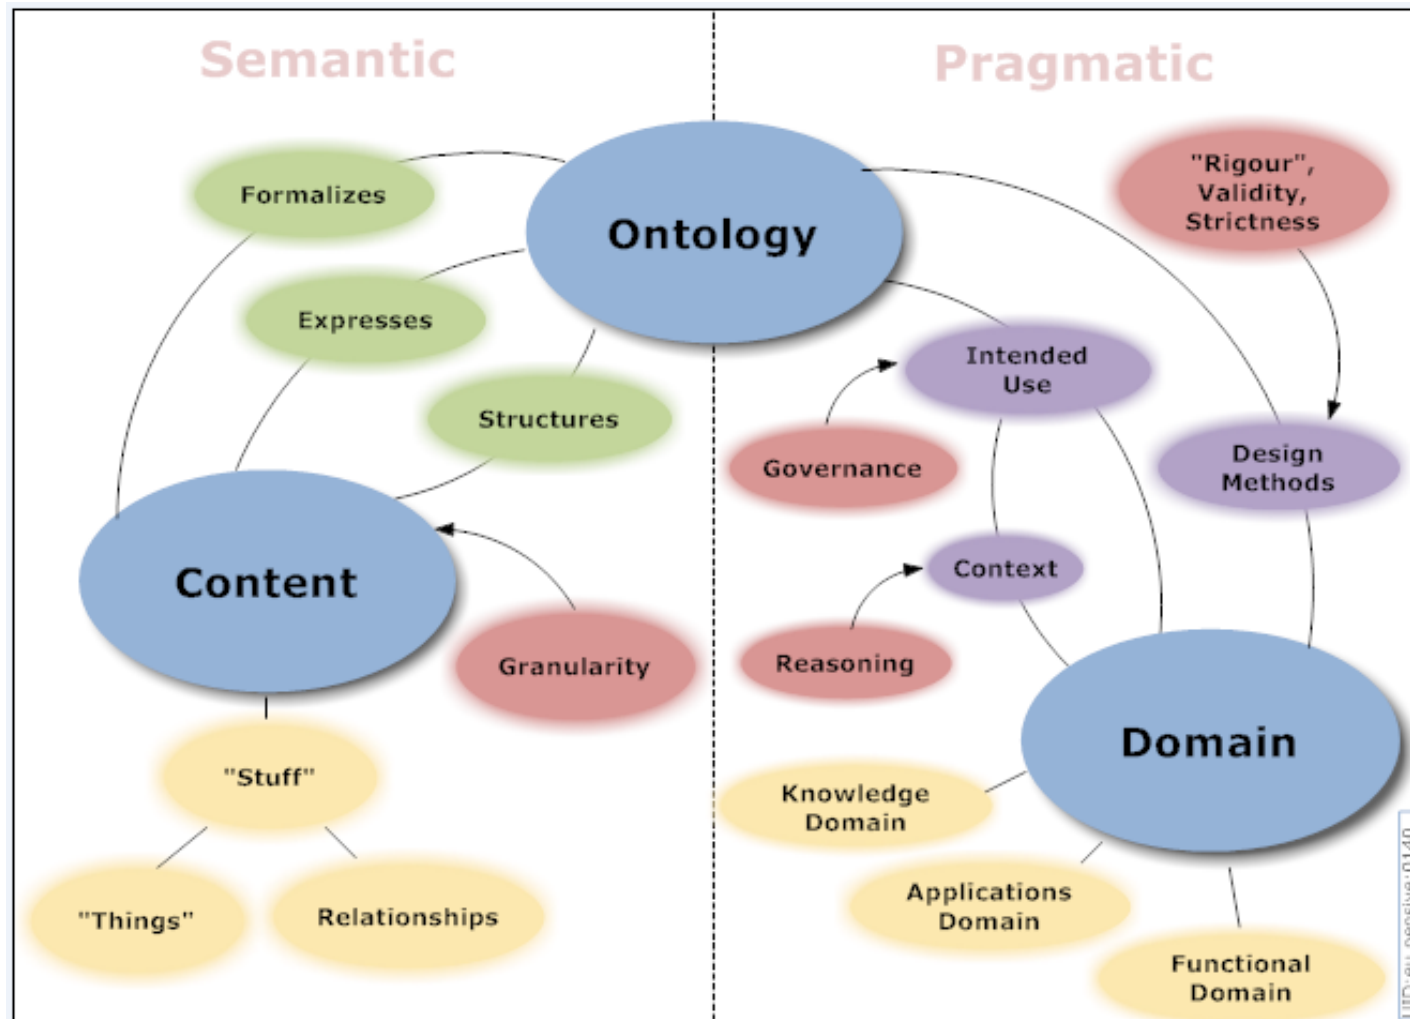 Semantic
Pragmatic
Ontology
Formalizes
Expresses
Structures
"Rigour",
Validity,
Strictness
Intended
Use
Governance
Design
Methods
Context
Reasoning
Content
Granularity
Domain
"Stuff"
"Things"
Relationships
Knowledge
Domain
Applications
Domain
Functional
Domain